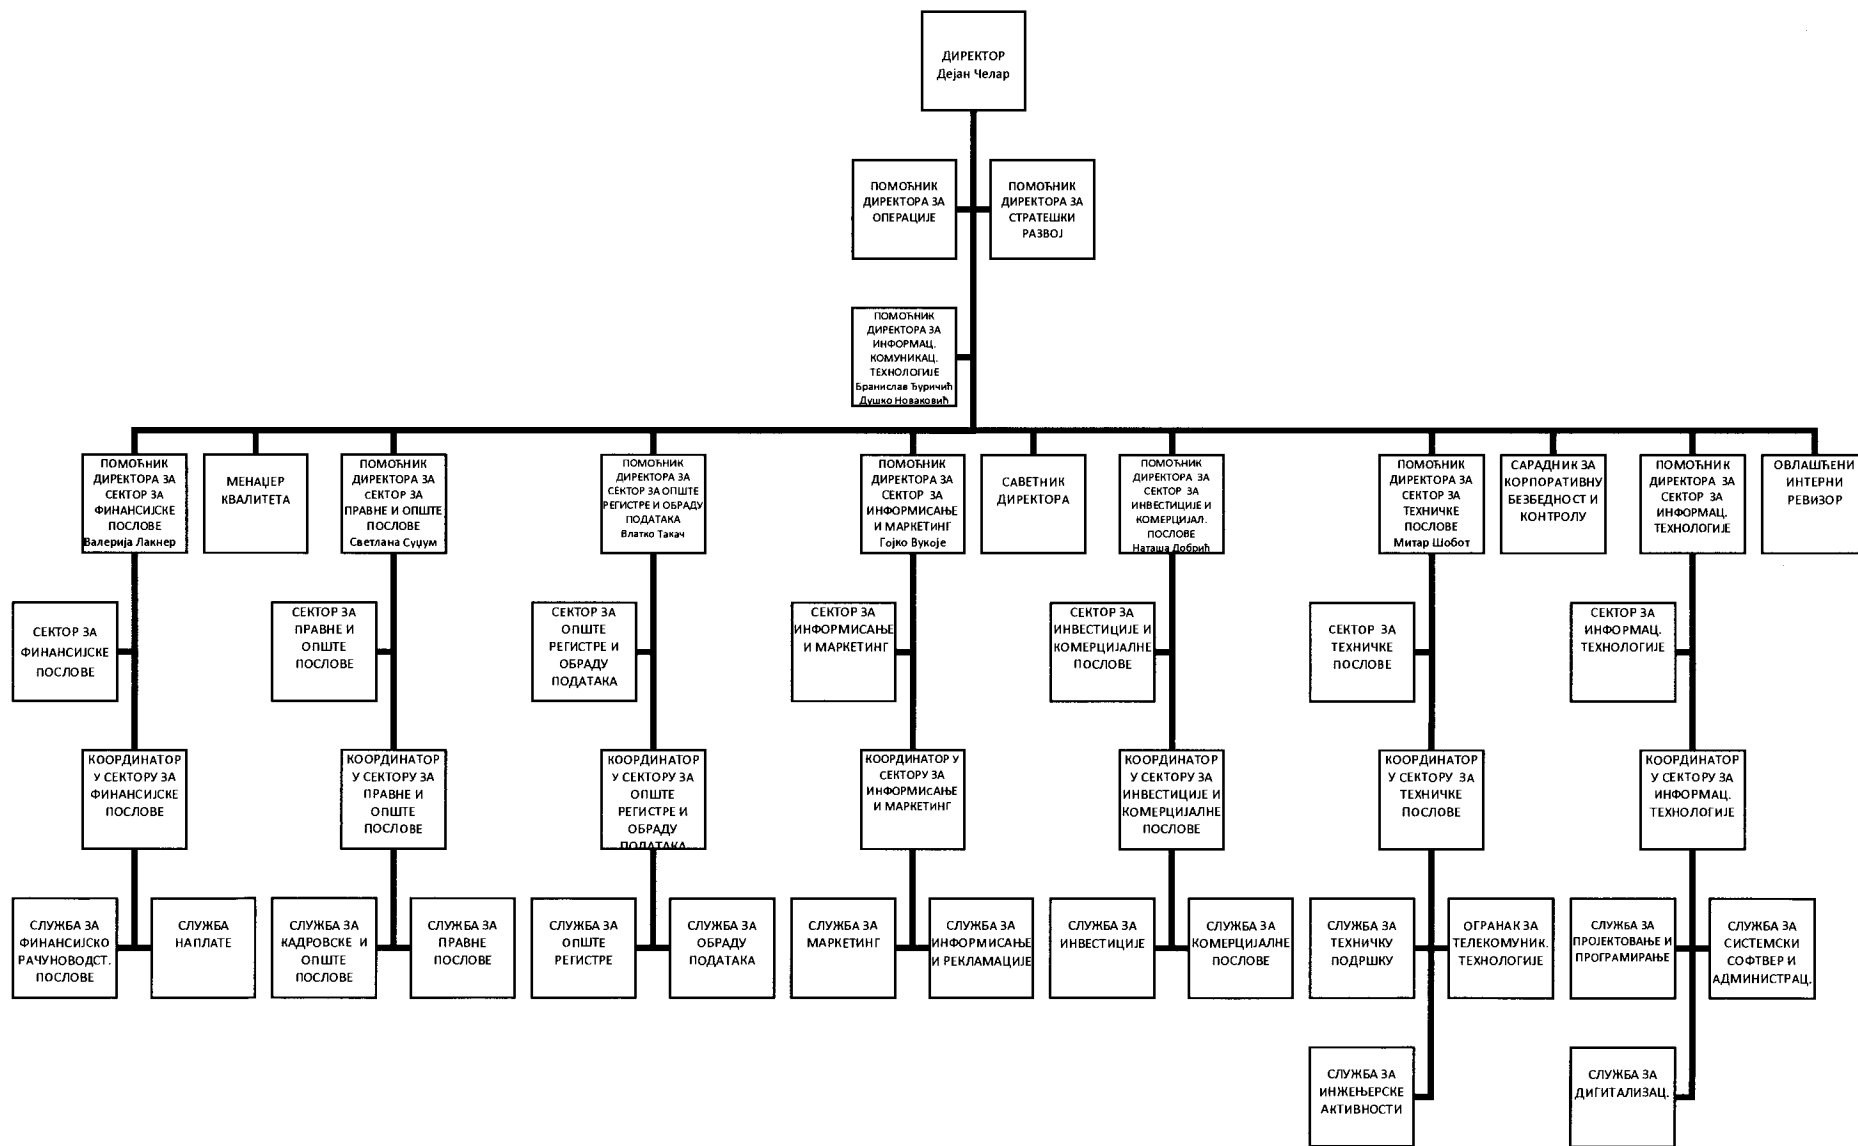 ДИРЕКТОР
Дејан Челар
ПОМОЋНИК
ДИРЕКТОРА ЗА
ОПЕРАЦИЈЕ
ПОМОЋНИК
ДИРЕКТОРА ЗА
СТРАТЕШКИ
РАЗВОЈ
ПОМОЋНИК
ДИРЕКТОРА ЗА
ИНФОРМАЦ.
КОМУНИКАЦ.
ТЕХНОЛОГИЈЕ
Бранислав Ђуричић
Душко Новаковић
ПОМОЋНИК
ДИРЕКТОРА ЗА
СЕКТОР ЗА
ФИНАНСИЈСКЕ
ПОСЛОВЕ
Валерија Лакнер
МЕНАЏЕР
КВАЛИТЕТА
ПОМОЋНИК
ДИРЕКТОРА ЗА
СЕКТОР ЗА
ПРАВНЕ И ОПШТЕ
ПОСЛОВЕ
Светлана Суџум
ПОМОЋНИК
ДИРЕКТОРА ЗА
СЕКТОР ЗА ОПШТЕ
РЕГИСТРЕ И ОБРАДУ
ПОДАТАКА
Влатко Такач
ПОМОЋНИК
ДИРЕКТОРА ЗА
СЕКТОР ЗА
ИНФОРМИСАЊЕ
И МАРКЕТИНГ
Гојко Вукоје
САВЕТНИК
ДИРЕКТОРА
ПОМОЋНИК
ДИРЕКТОРА ЗА
СЕКТОР ЗА
ИНВЕСТИЦИЈЕ И
КОМЕРЦИЈАЛ.
ПОСЛОВЕ
Наташа Добрић
ПОМОЋНИК
ДИРЕКТОРА ЗА
СЕКТОР ЗА
ТЕХНИЧКЕ
ПОСЛОВЕ
Митар Шобот
САРАДНИК ЗА
КОРПОРАТИВНУ
БЕЗБЕДНОСТ И
КОНТРОЛУ
ПОМОЋНИК
ДИРЕКТОРА ЗА
СЕКТОР ЗА
ИНФОРМАЦ.
ТЕХНОЛОГИЈЕ
ОВЛАШЋЕНИ
ИНТЕРНИ
РЕВИЗОР
СЕКТОР ЗА
ФИНАНСИЈСКЕ
ПОСЛОВЕ
СЕКТОР ЗА
ПРАВНЕ И
ОПШТЕ
ПОСЛОВЕ
СЕКТОР ЗА
ОПШТЕ
РЕГИСТРЕ И
ОБРАДУ
ПОДАТАКА
СЕКТОР ЗА
ИНФОРМИСАЊЕ
И МАРКЕТИНГ
СЕКТОР ЗА
ИНВЕСТИЦИЈЕ И
КОМЕРЦИЈАЛНЕ
ПОСЛОВЕ
СЕКТОР ЗА
ТЕХНИЧКЕ
ПОСЛОВЕ
СЕКТОР ЗА
ИНФОРМАЦ.
ТЕХНОЛОГИЈЕ
КООРДИНАТОР
У СЕКТОРУ ЗА
ФИНАНСИЈСКЕ
ПОСЛОВЕ
КООРДИНАТОР
У СЕКТОРУ ЗА
ПРАВНЕ И
ОПШТЕ
ПОСЛОВЕ
КООРДИНАТОР
У СЕКТОРУ ЗА
ОПШТЕ
РЕГИСТРЕ И
ОБРАДУ
ПОДАТАКА
КООРДИНАТОР У
СЕКТОРУ ЗА
ИНФОРМИСАЊЕ
И МАРКЕТИНГ
КООРДИНАТОР
У СЕКТОРУ ЗА
ИНВЕСТИЦИЈЕ И
КОМЕРЦИЈАЛНЕ
ПОСЛОВЕ
КООРДИНАТОР
У СЕКТОРУ ЗА
ТЕХНИЧКЕ
ПОСЛОВЕ
КООРДИНАТОР
У СЕКТОРУ ЗА
ИНФОРМАЦ.
ТЕХНОЛОГИЈЕ
СЛУЖБА ЗА
ФИНАНСИЈСКО
РАЧУНОВОДСТ.
ПОСЛОВЕ
СЛУЖБА
НАПЛАТЕ
СЛУЖБА ЗА
КАДРОВСКЕ И
ОПШТЕ
ПОСЛОВЕ
СЛУЖБА ЗА
ПРАВНЕ
ПОСЛОВЕ
СЛУЖБА ЗА
ОПШТЕ
РЕГИСТРЕ
СЛУЖБА ЗА
ОБРАДУ
ПОДАТАКА
СЛУЖБА ЗА
МАРКЕТИНГ
СЛУЖБА ЗА
ИНФОРМИСАЊЕ
И РЕКЛАМАЦИЈЕ
СЛУЖБА ЗА
ИНВЕСТИЦИЈЕ
СЛУЖБА ЗА
КОМЕРЦИЈАЛНЕ
ПОСЛОВЕ
СЛУЖБА ЗА
ТЕХНИЧКУ
ПОДРШКУ
ОГРАНАК ЗА
ТЕЛЕКОМУНИК.
ТЕХНОЛОГИЈЕ
СЛУЖБА ЗА
ПРОЈЕКТОВАЊЕ И
ПРОГРАМИРАЊЕ
СЛУЖБА ЗА
СИСТЕМСКИ
СОФТВЕР И
АДМИНИСТРАЦ.
СЛУЖБА ЗА
ИНЖЕЊЕРСКЕ
АКТИВНОСТИ
СЛУЖБА ЗА
ДИГИТАЛИЗАЦ.